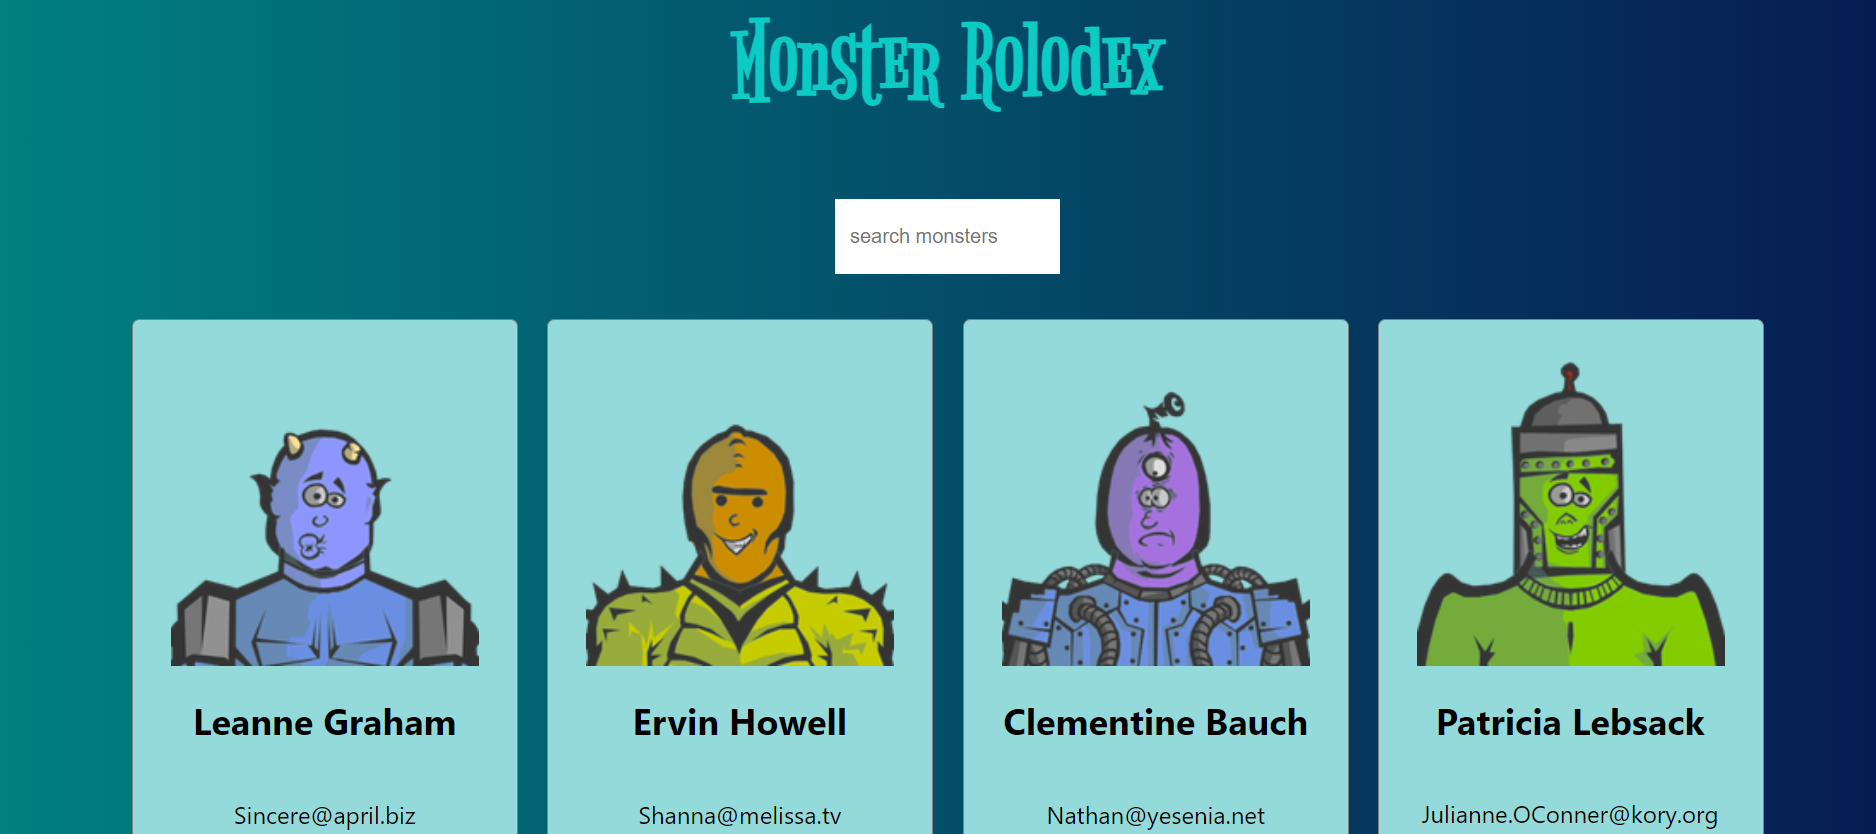 Monster Rolodex
search monsters
Leanne Graham
Ervin Howell
Clementine Bauch
Patricia Lebsack
Sincere@april.biz
Shanna@melissa.tv
Nathan@yesenia.net
Julianne.OConner@kory.org